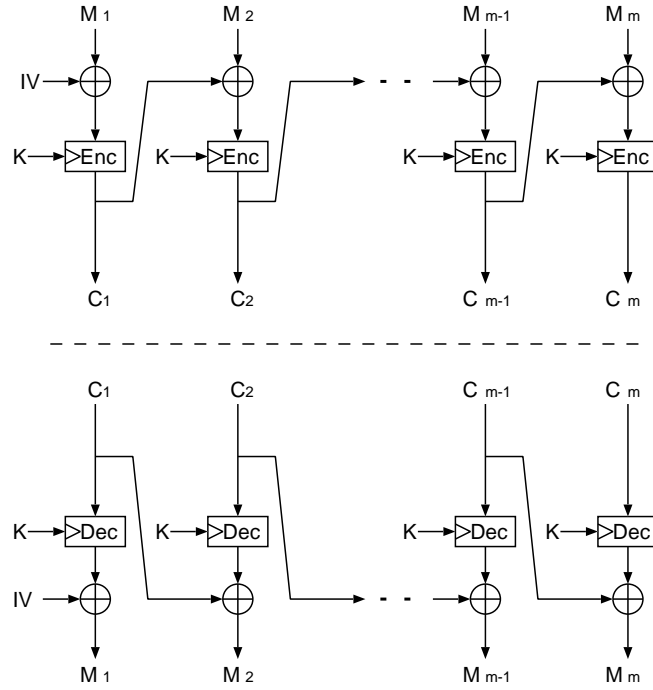 M 1 M 2 M m-1 M m
IV
K Enc K Enc K Enc K Enc
C1 C2 C m-1 C m
C1 C2 C m-1 C m
K Dec K Dec K Dec K Dec
IV
M 1 M 2 M m-1 M m